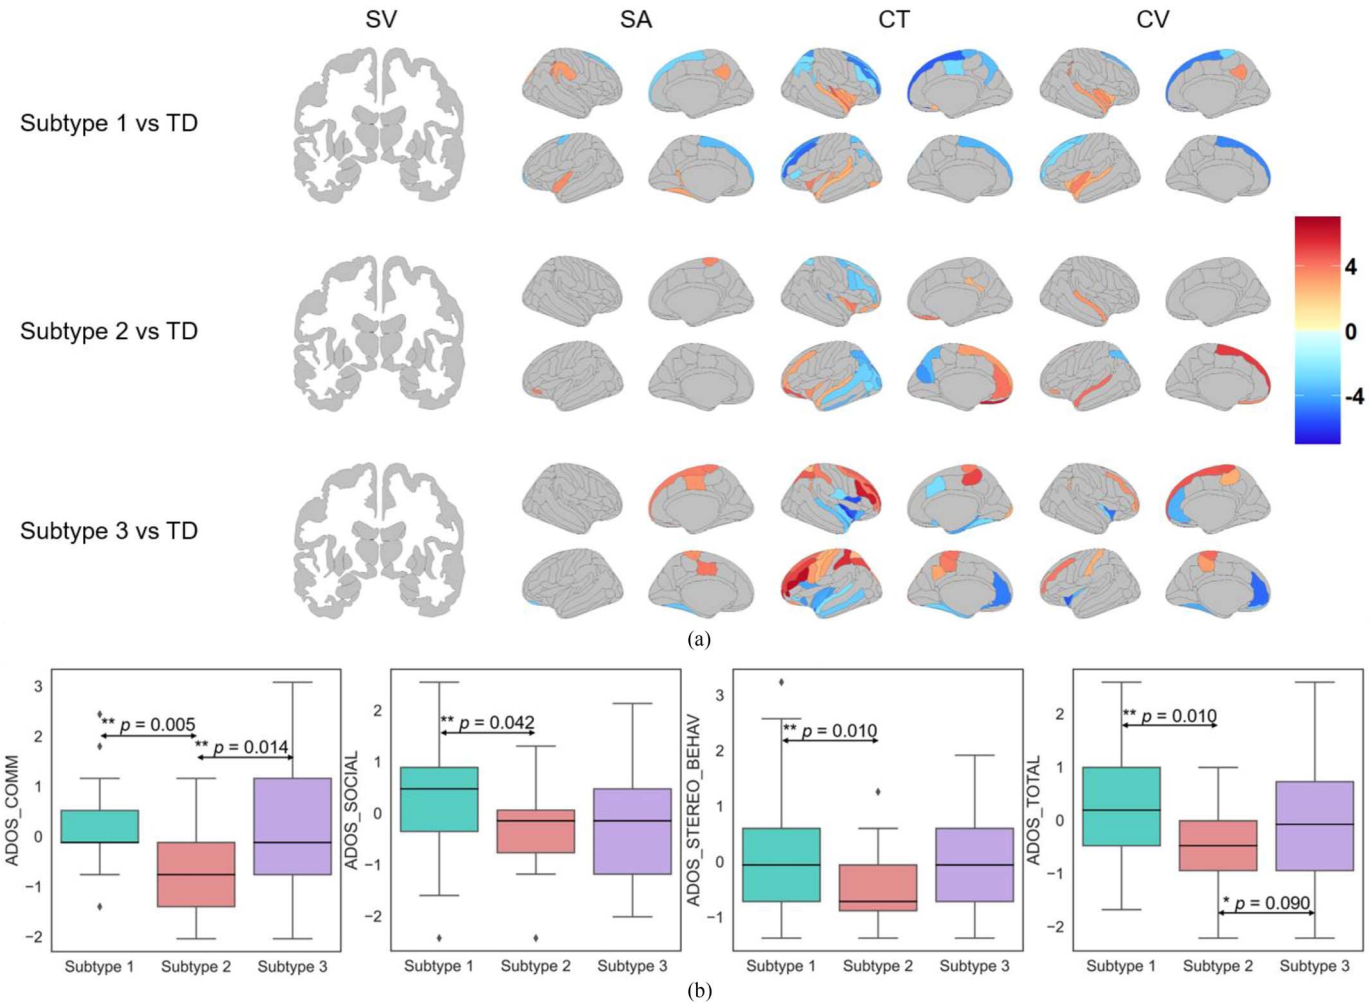 SV SA CT CV
Subtype 1 vs TD
Subtype 2 vs TD
Subtype 3 vs TD
4
0
-4
(a)
ADOS_COMM
3
2
1
0
−1
−2
** p = 0.005
** p = 0.014
Subtype 1 Subtype 2 Subtype 3
ADOS_SOCIAL
2
1
0
−1
−2
** p = 0.042
Subtype 1 Subtype 2 Subtype 3
ADOS_STEREO_BEHAV
3
2
1
0
−1
** p = 0.010
Subtype 1 Subtype 2 Subtype 3
ADOS_TOTAL
2
1
0
−1
−2
** p = 0.010
* p = 0.090
Subtype 1 Subtype 2 Subtype 3
(b)